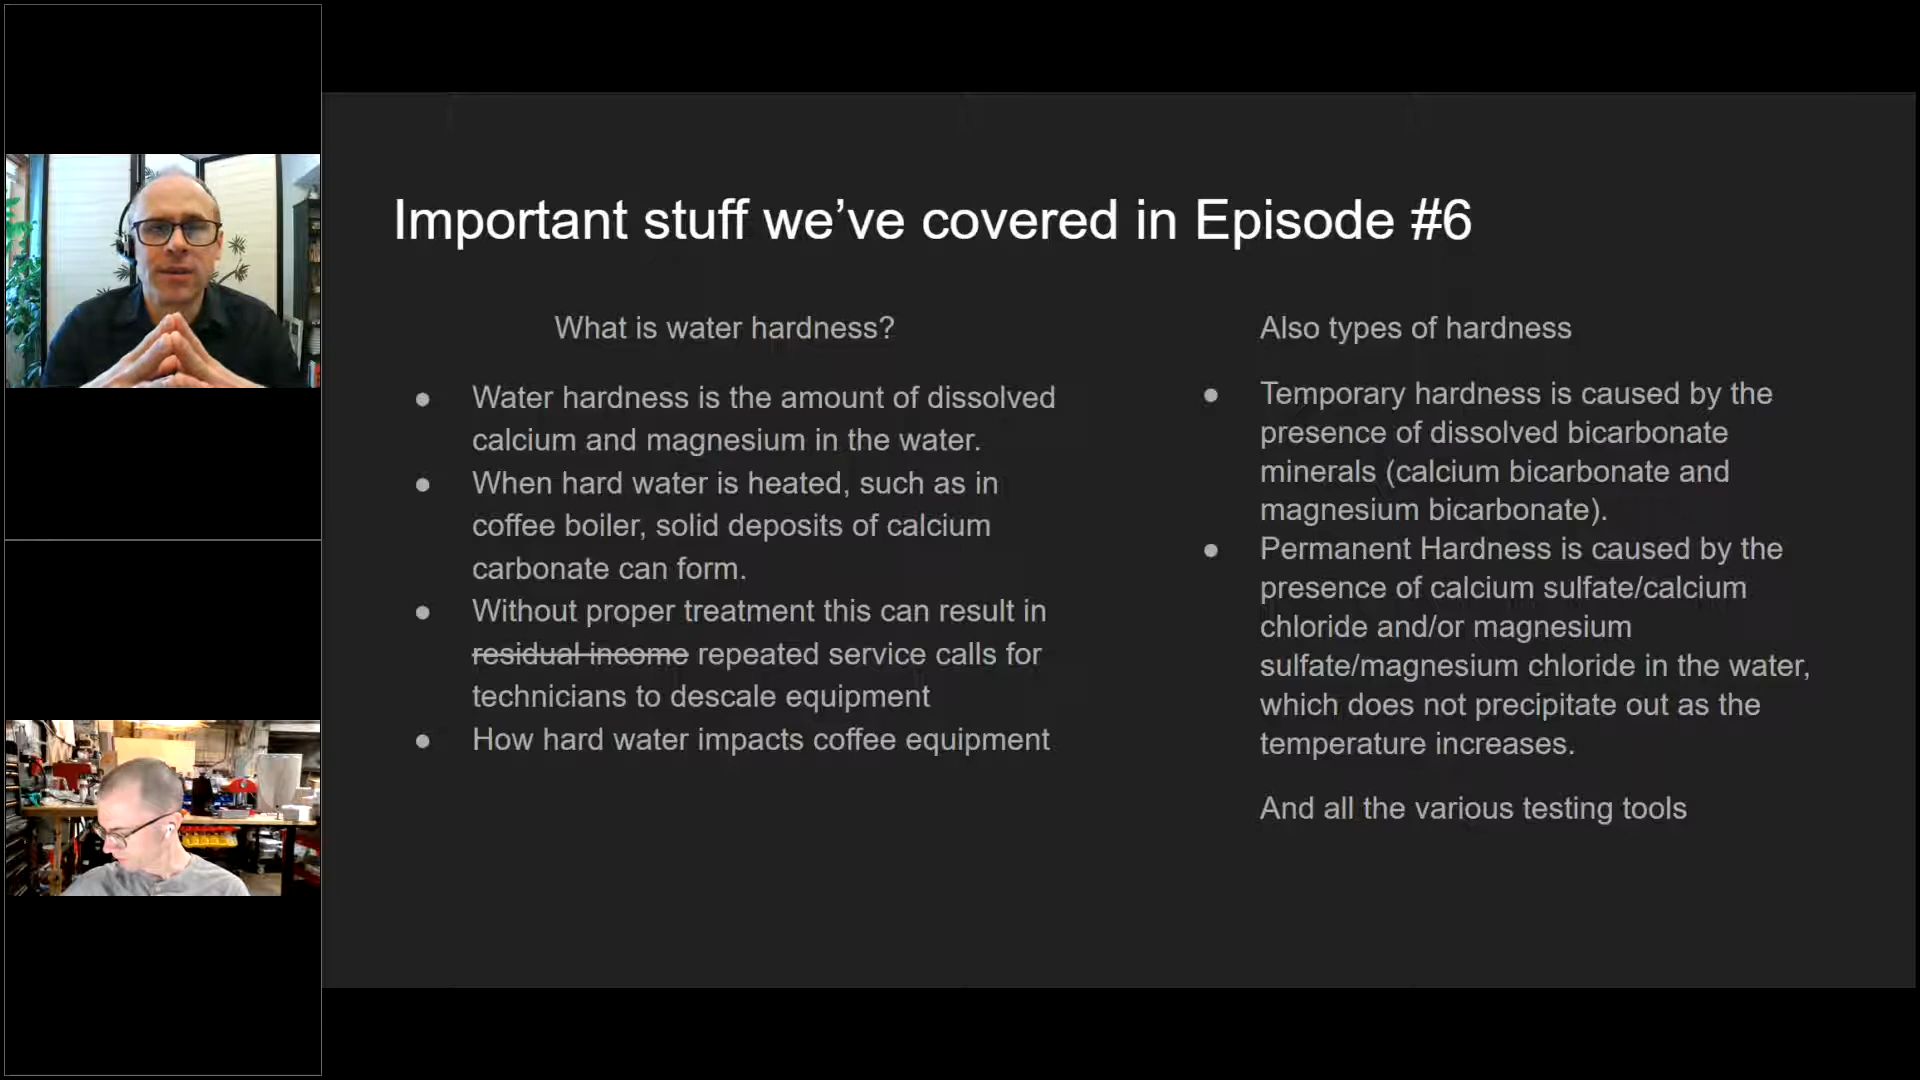 Important stuff we’ve covered in Episode #6
What is water hardness?
● Water hardness is the amount of dissolved
calcium and magnesium in the water.
● When hard water is heated, such as in
coffee boiler, solid deposits of calcium
carbonate can form.
● Without proper treatment this can result in
residual income repeated service calls for
technicians to descale equipment
● How hard water impacts coffee equipment
Also types of hardness
● Temporary hardness is caused by the
presence of dissolved bicarbonate
minerals (calcium bicarbonate and
magnesium bicarbonate).
● Permanent Hardness is caused by the
presence of calcium sulfate/calcium
chloride and/or magnesium
sulfate/magnesium chloride in the water,
which does not precipitate out as the
temperature increases.
And all the various testing tools